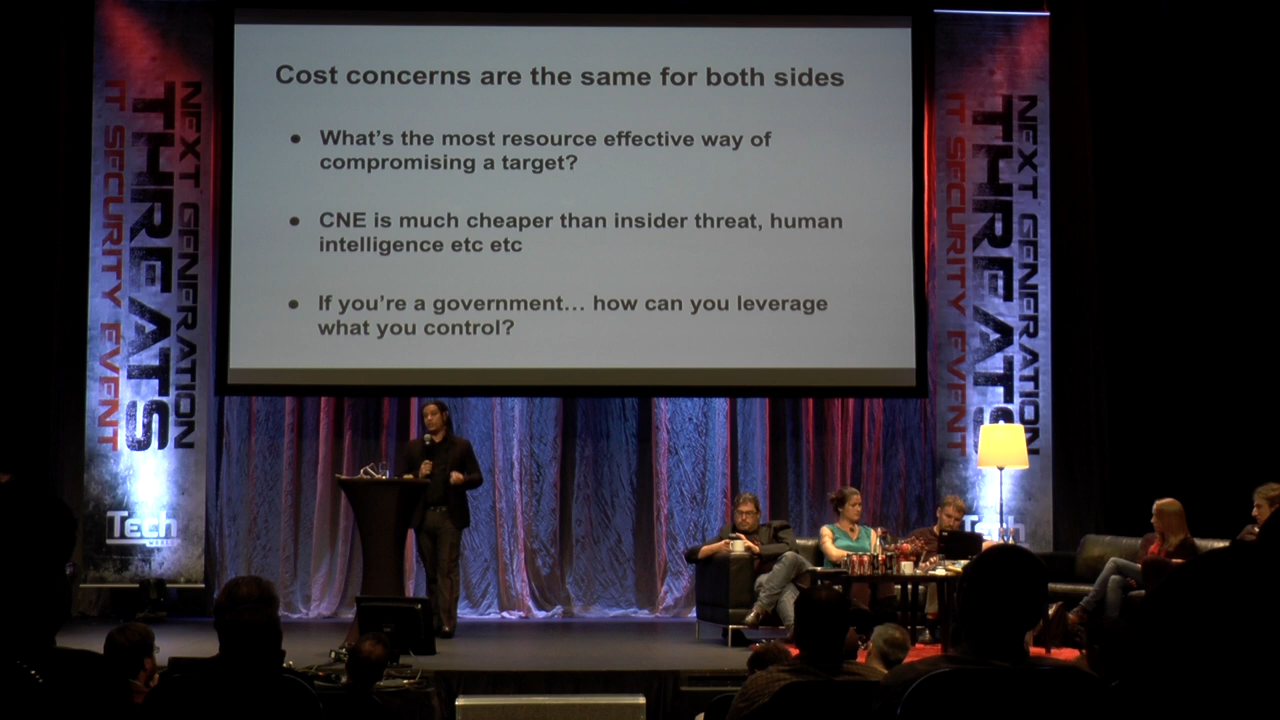 Cost concerns are the same for both sides
• What's the most resource effective way of
compromising a target?
• CNE is much cheaper than insider threat, human
intelligence etc etc
• If you're a government... how can you leverage
what you control?
NEXT GENERATION
THREATS
IT SECURITY EVENT
Tech
WORLD
NEXT GENERATION
THREATS
IT SECURITY EVENT
Tech